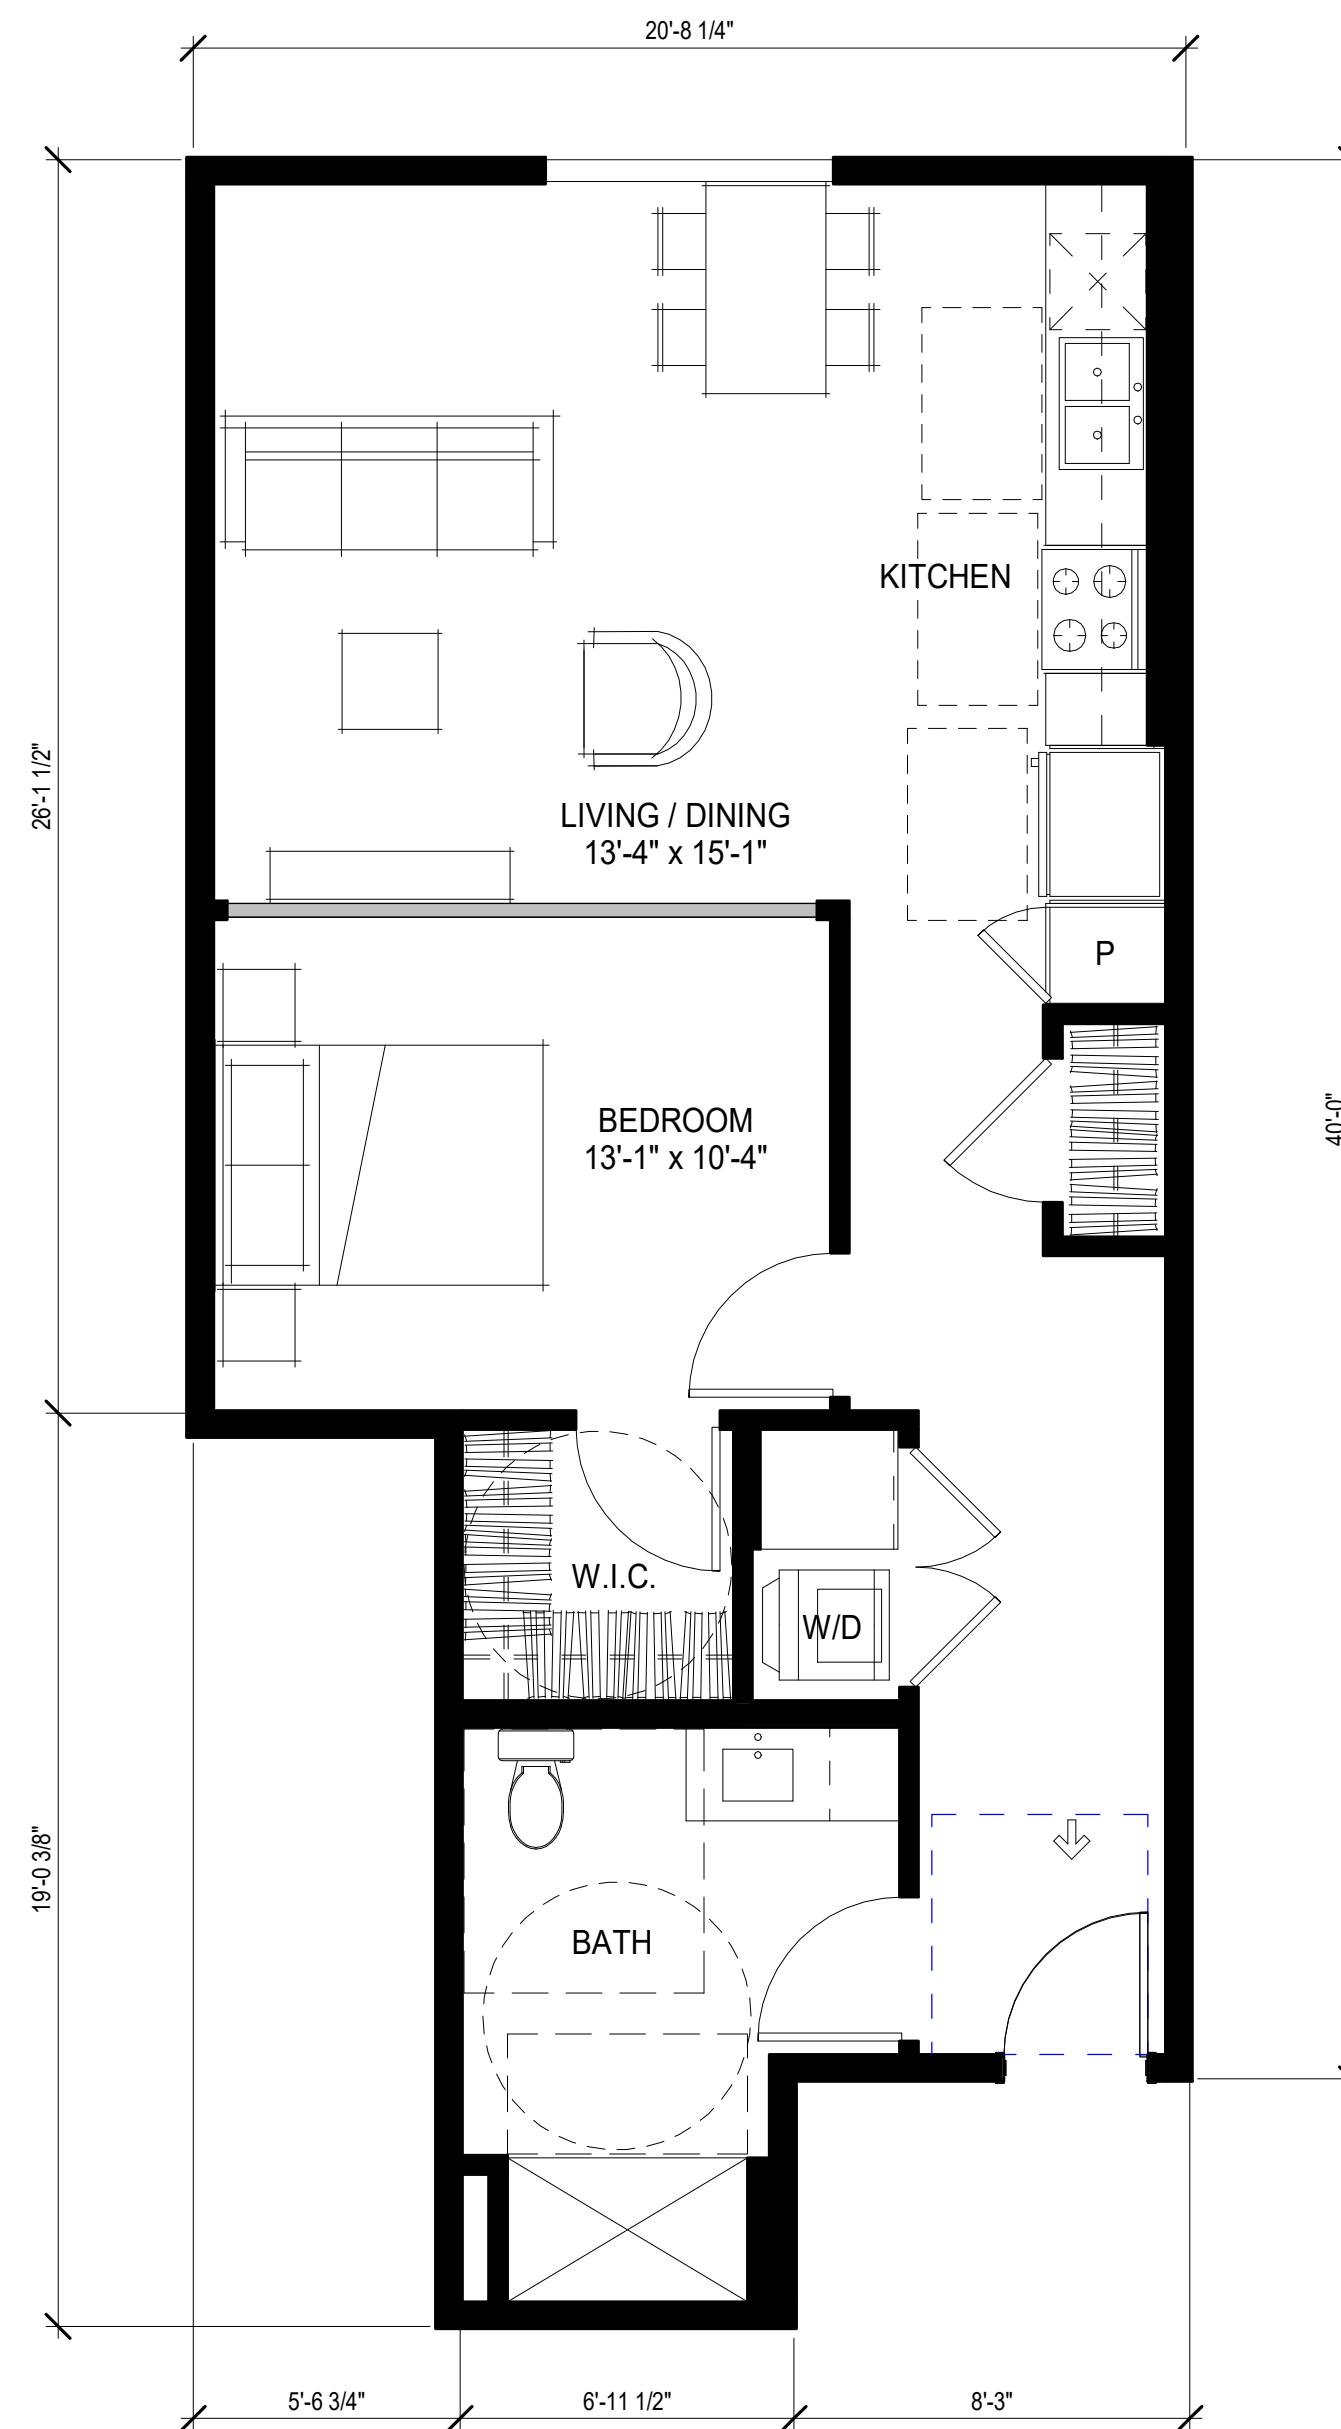 20'-8 1/4"
KITCHEN
26'-1 1/2"
LIVING / DINING
13'-4" x 15'-1"
P
BEDROOM
13'-1" x 10'-4"
40'-0"
W.I.C.
W/D
19'-0 3/8"
BATH
5'-6 3/4"
6'-11 1/2"
8'-3"